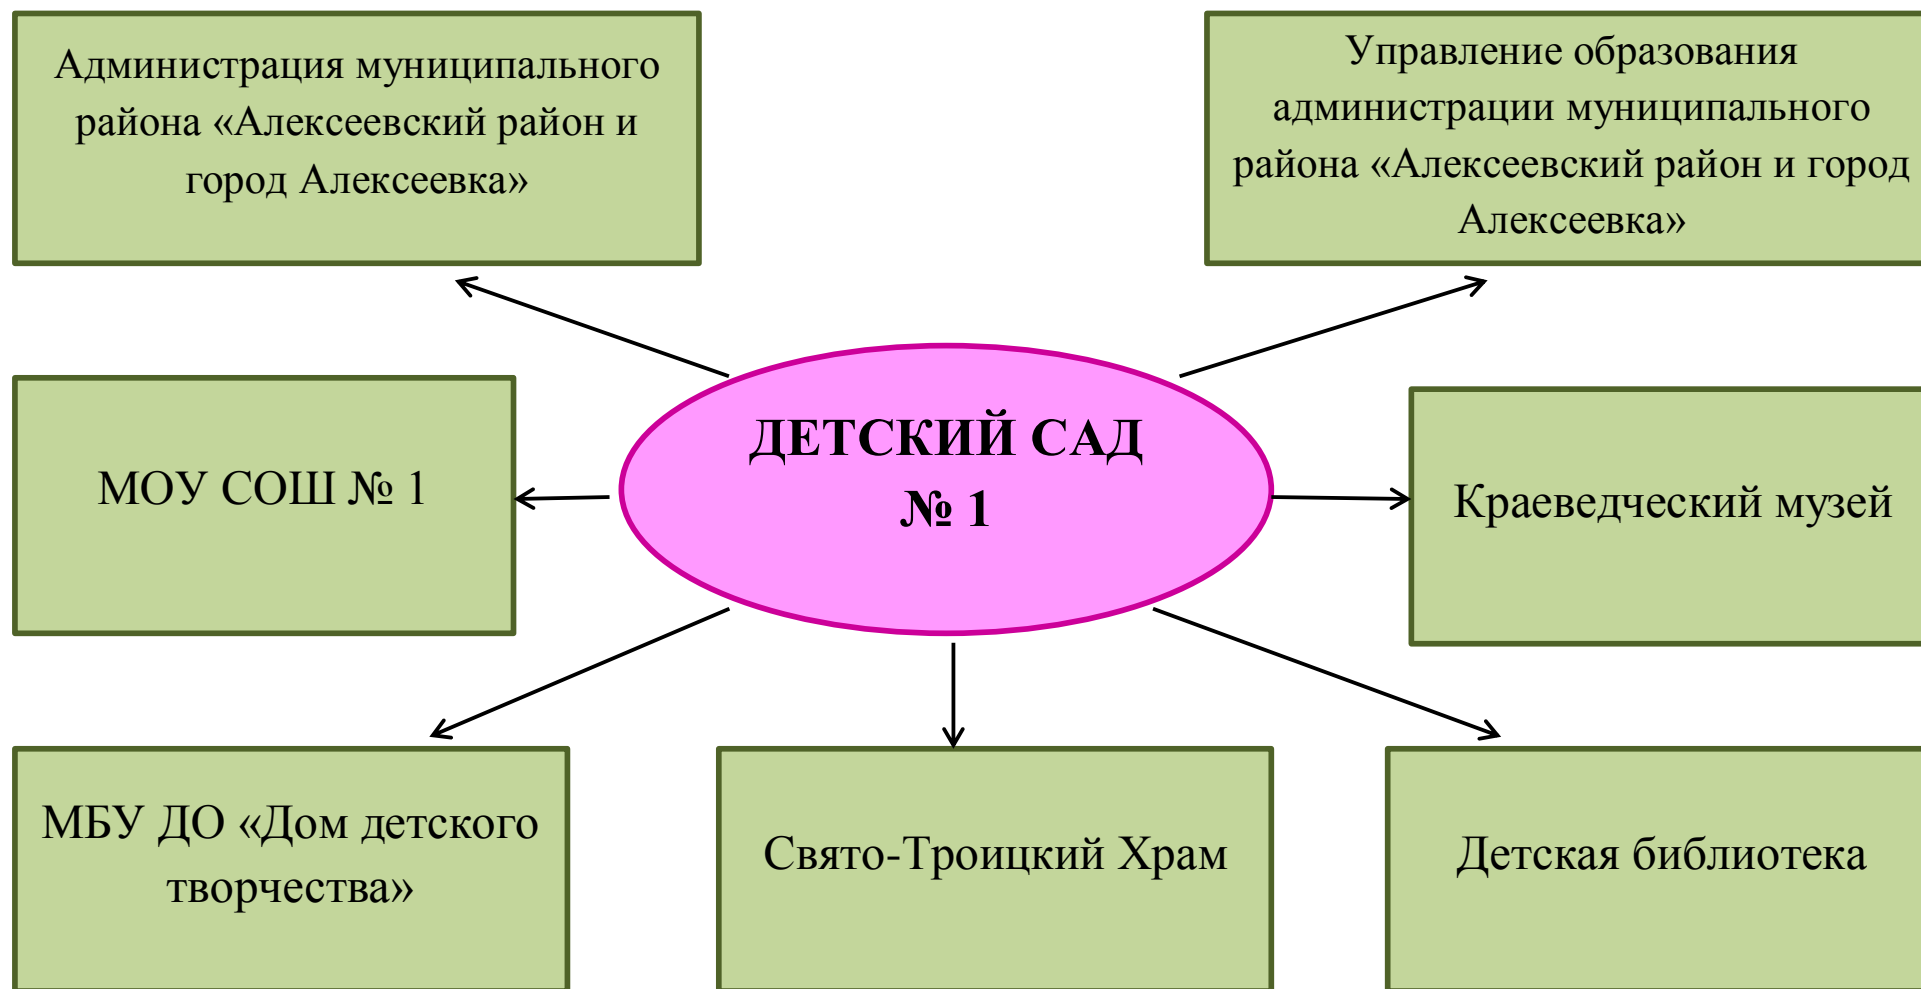 Администрация муниципального
района «Алексеевский район и
город Алексеевка»
Управление образования
администрации муниципального
района «Алексеевский район и город
Алексеевка»
ДЕТСКИЙ САД
№ 1
МОУ СОШ № 1
Краеведческий музей
МБУ ДО «Дом детского
творчества»
Свято-Троицкий Храм
Детская библиотека